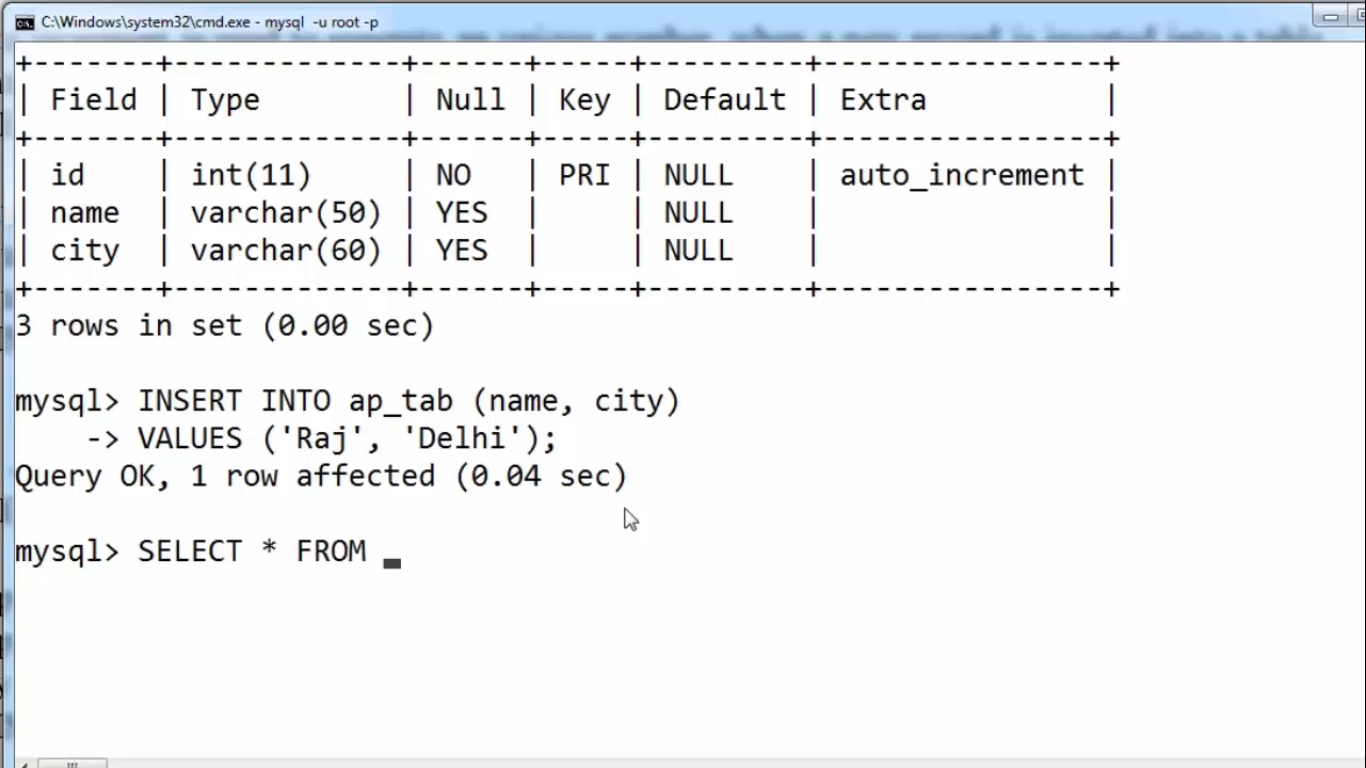 C:\Windows\system32\cmd.exe - mysql  -u root -p
+-------+-------------+------+-----+---------+----------------+
| Field | Type        | Null | Key | Default | Extra          |
+-------+-------------+------+-----+---------+----------------+
| id    | int(11)     | NO   | PRI | NULL    | auto_increment |
| name  | varchar(50) | YES  |     | NULL    |                |
| city  | varchar(60) | YES  |     | NULL    |                |
+-------+-------------+------+-----+---------+----------------+
3 rows in set (0.00 sec)
mysql> INSERT INTO ap_tab (name, city)
    -> VALUES ('Raj', 'Delhi');
Query OK, 1 row affected (0.04 sec)
mysql> SELECT * FROM _